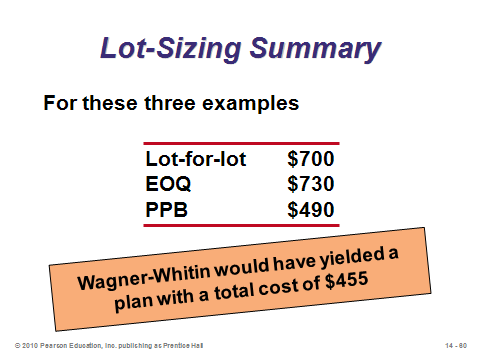 Lot-Sizing Summary
For these three examples
Lot-for-lot $700
EOQ $730
PPB $490
Wagner-Whitin would have yielded a
plan with a total cost of $455
© 2010 Pearson Education, Inc. publishing as Prentice Hall
14 - 60